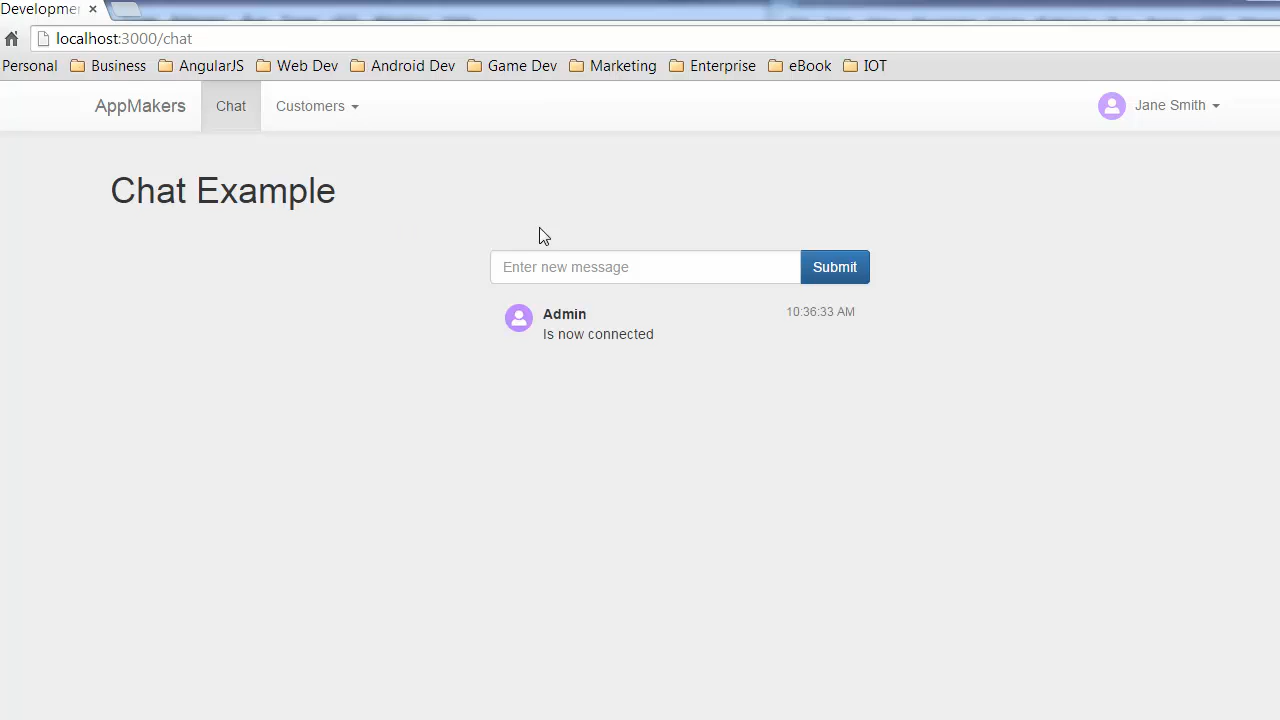 Developmen
localhost:3000/chat
Personal Business AngularJS Web Dev Android Dev Game Dev Marketing Enterprise eBook IOT
AppMakers Chat Customers Jane Smith
Chat Example
Enter new message Submit
Admin 10:36:33 AM
Is now connected